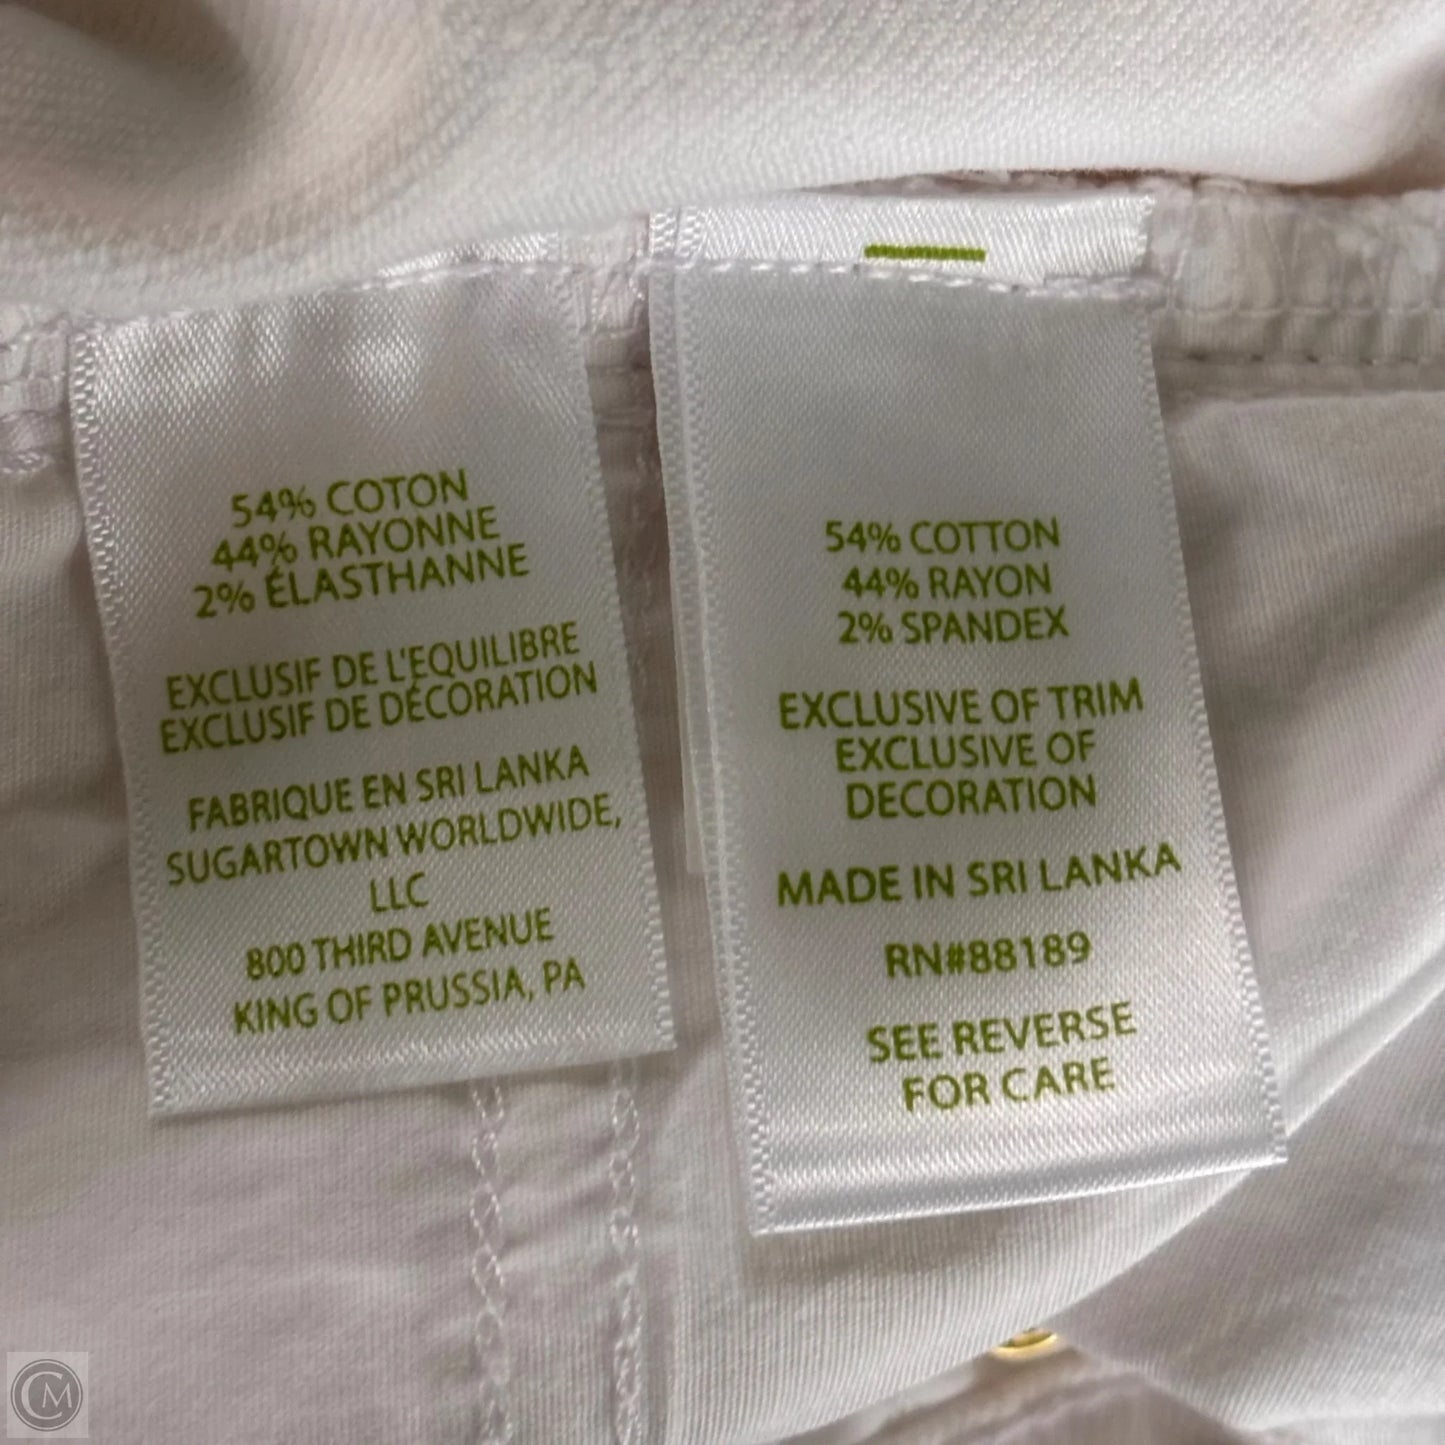 54% COTON
44% RAYONNE
2% ÉLASTHANNE
EXCLUSIF DE L'EQUILIBRE
EXCLUSIF DE DÉCORATION
FABRIQUE EN SRI LANKA
SUGARTOWN WORLDWIDE,
LLC
800 THIRD AVENUE
KING OF PRUSSIA, PA
54% COTTON
44% RAYON
2% SPANDEX
EXCLUSIVE OF TRIM
EXCLUSIVE OF
DECORATION
MADE IN SRI LANKA
RN#88189
SEE REVERSE
FOR CARE
CM